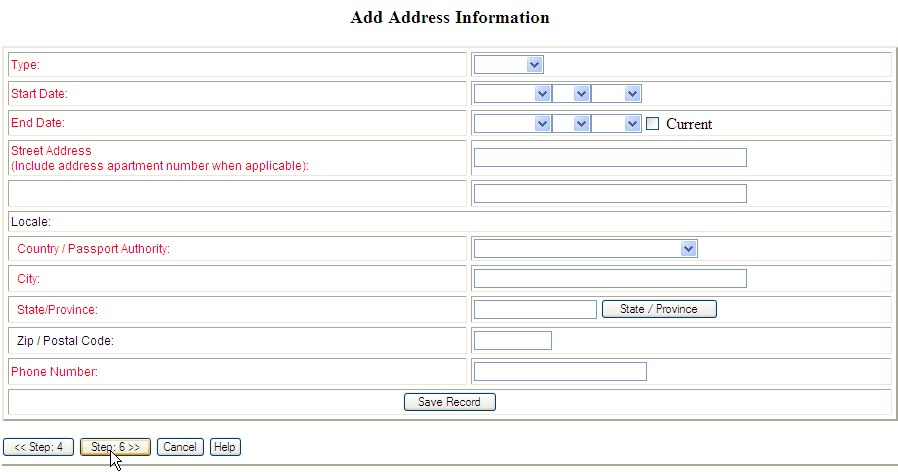 Add Address Information
Type:
Start Date:
End Date: Current
Street Address
(Include address apartment number when applicable):
Locale:
Country / Passport Authority:
City:
State/Province: State / Province
Zip / Postal Code:
Phone Number:
Save Record
<< Step: 4 Step: 6 >> Cancel Help